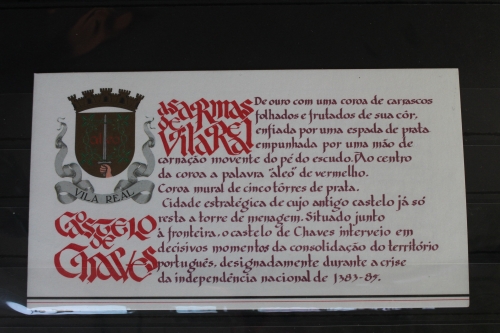 AS ARMAS
DE
VILA REAL
De ouro com uma coroa de carrascos
folhados e frutados de sua côr,
enfiada por uma espada de prata
empunhada por uma mão de
carnação movente do pé do escudo. Ao centro
da coroa a palavra "áleo" de vermelho.
Coroa mural de cinco tôrres de prata.
VILA REAL
CASTELO
DE
CHAVES
Cidade estratégica de cujo antigo castelo já só
resta a torre de menagem. Situado junto
à fronteira, o castelo de Chaves interveio em
decisivos momentos da consolidação do território
português, designadamente durante a crise
da independência nacional de 1383-85.